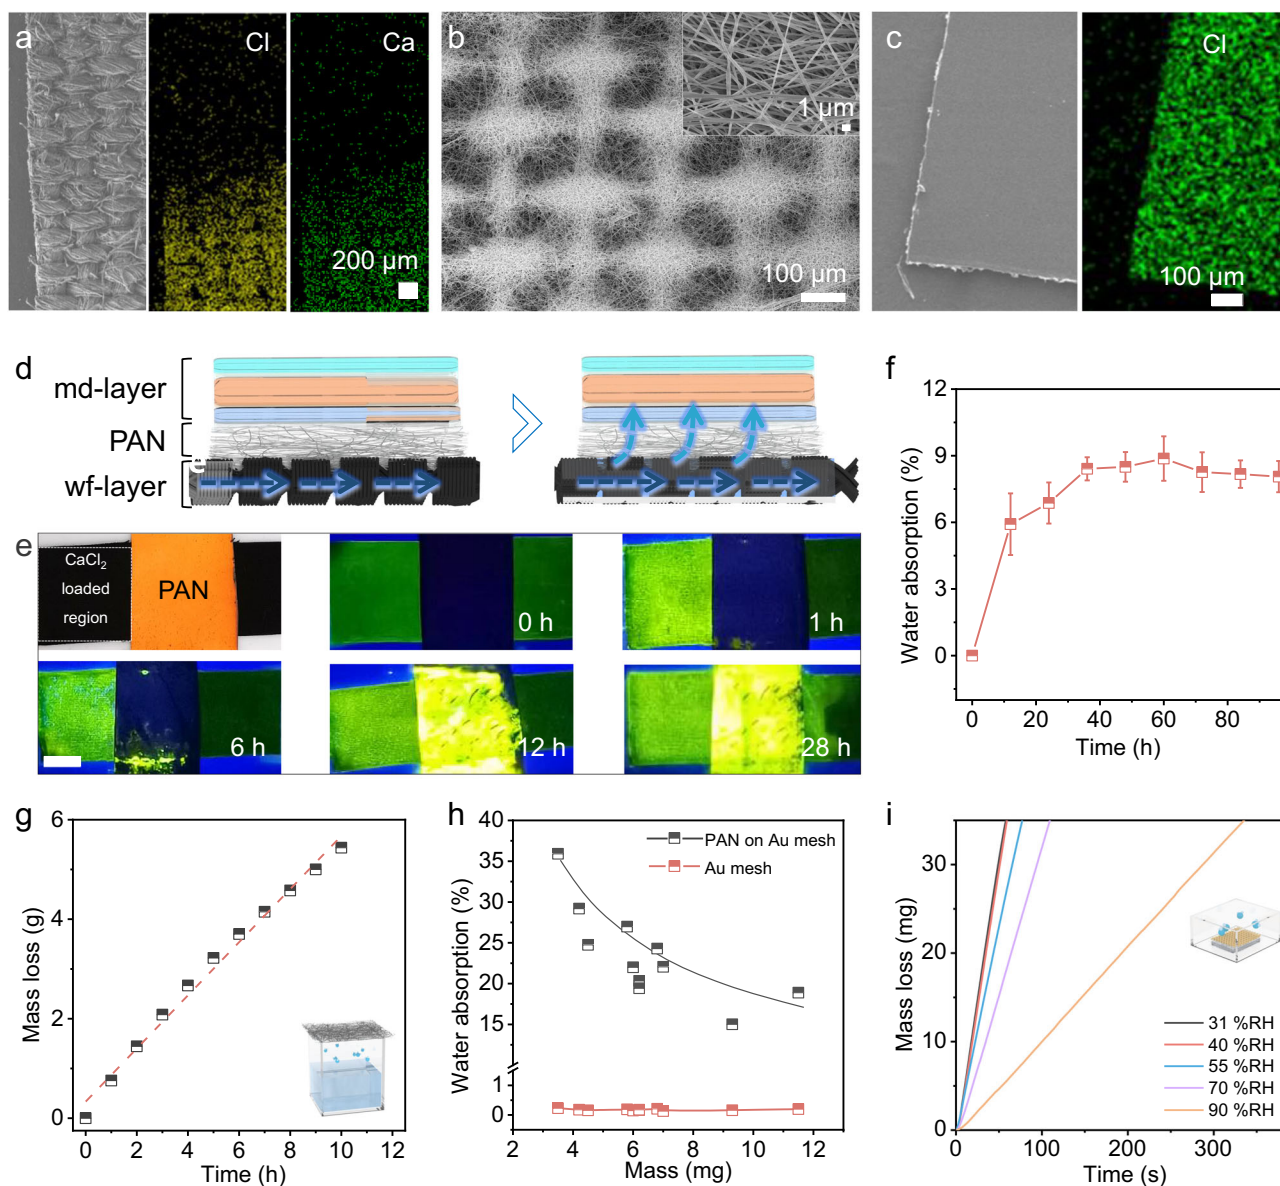 a
Cl
Ca
200 µm
b
1 µm
100 µm
c
Cl
100 µm
d
md-layer
PAN
wf-layer
e
e
CaCl₂
loaded
region
PAN
0 h
1 h
6 h
12 h
28 h
f
Water absorption (%)
12
9
6
3
0
0 20 40 60 80
Time (h)
g
Mass loss (g)
6
4
2
0
0 2 4 6 8 10 12
Time (h)
h
Water absorption (%)
40
35
30
25
20
15
1
0
PAN on Au mesh
Au mesh
2 4 6 8 10 12
Mass (mg)
i
Mass loss (mg)
30
20
10
0
31 %RH
40 %RH
55 %RH
70 %RH
90 %RH
0 100 200 300
Time (s)